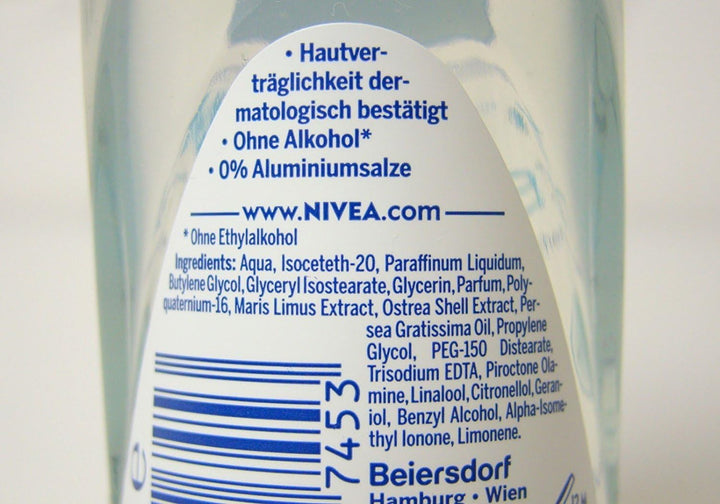 • Hautver-
träglichkeit der-
matologisch bestätigt
• Ohne Alkohol*
• 0% Aluminiumsalze
www.NIVEA.com
* Ohne Ethylalkohol
Ingredients: Aqua, Isoceteth-20, Paraffinum Liquidum,
Butylene Glycol, Glyceryl Isostearate, Glycerin, Parfum, Poly-
quaternium-16, Maris Limus Extract, Ostrea Shell Extract, Per-
sea Gratissima Oil, Propylene
Glycol, PEG-150 Distearate,
Trisodium EDTA, Piroctone Ola-
mine, Linalool, Citronellol, Geran-
iol, Benzyl Alcohol, Alpha-Isome-
thyl Ionone, Limonene.
7453
e
Beiersdorf
Hamburg • Wien
12 M